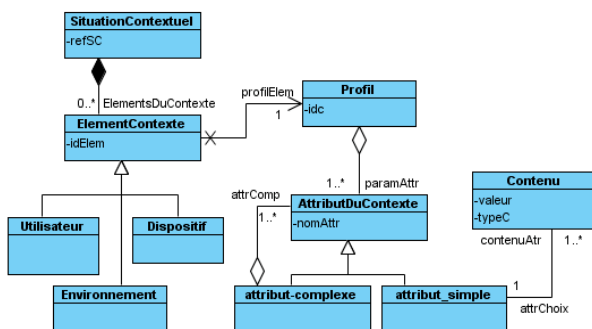 SituationContextuel
-refSC
0..* ElementsDuContexte
profilElem
1
Profil
-idc
ElementContexte
-idElem
1..* paramAttr
attrComp
1..*
AttributDuContexte
-nomAttr
Contenu
-valeur
-typeC
contenuAtr 1..*
Utilisateur
Dispositif
Environnement
attribut-complexe
attribut_simple
1
attrChoix